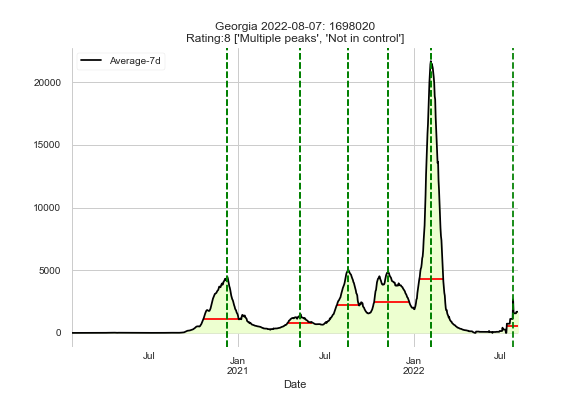 Georgia 2022-08-07: 1698020
Rating:8 ['Multiple peaks', 'Not in control']
Average-7d
20000
15000
10000
5000
0
Jul
Jan
2021
Jul
Jan
2022
Jul
Date